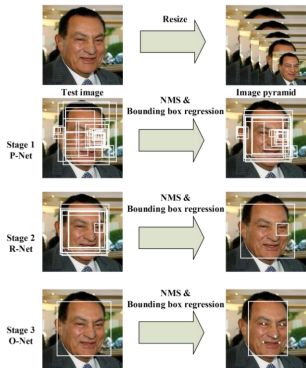 Resize
Test image
Image pyramid
NMS &
Bounding box regression
Stage 1
P-Net
NMS &
Bounding box regression
Stage 2
R-Net
NMS &
Bounding box regression
Stage 3
O-Net